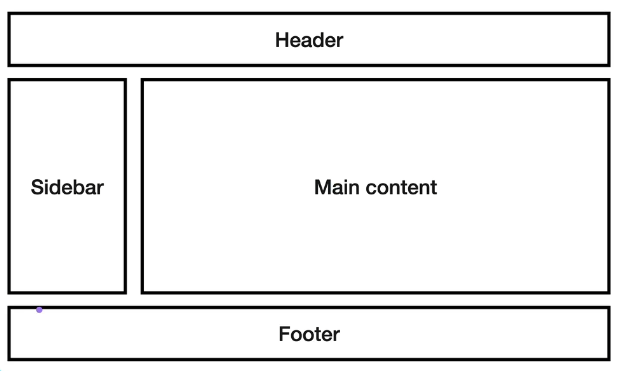 Header
Sidebar
Main content
Footer